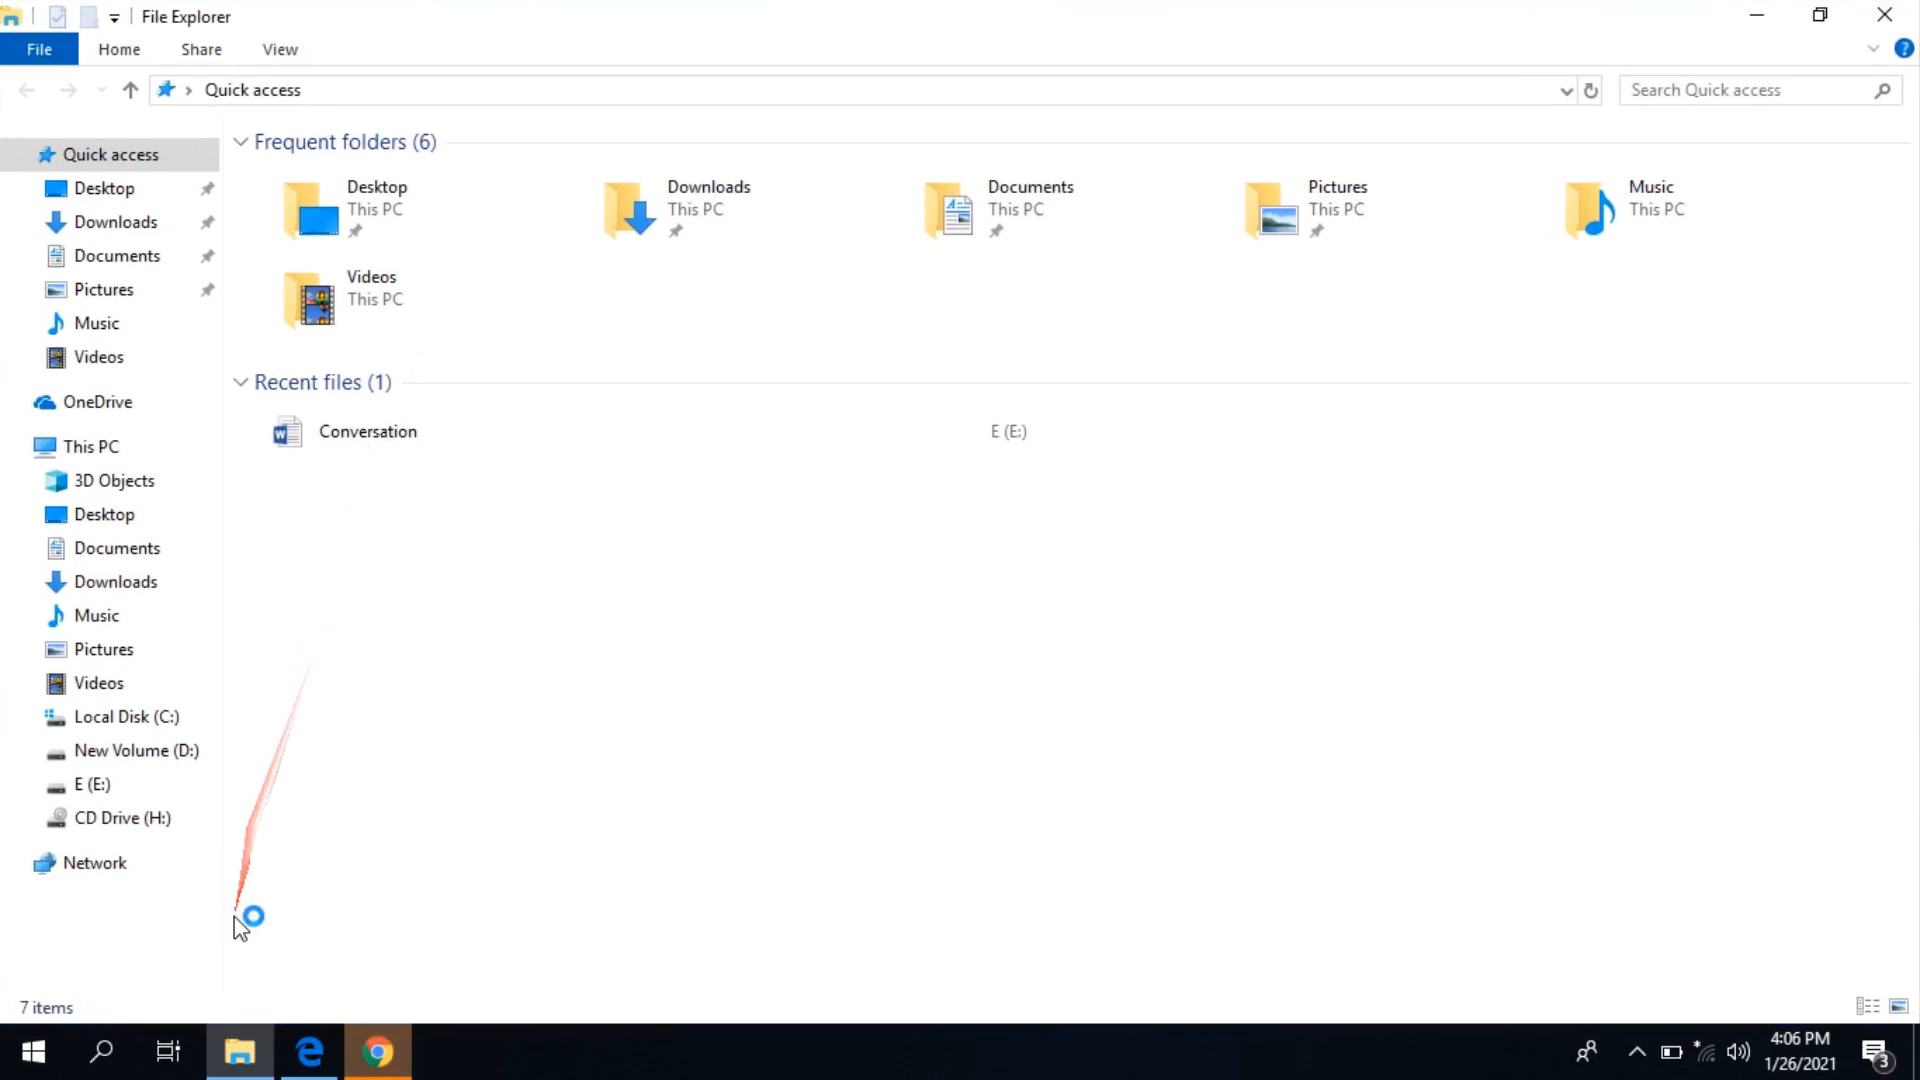 File Explorer
File Home Share View
Quick access
Search Quick access
Quick access
Desktop
Downloads
Documents
Pictures
Music
Videos
OneDrive
This PC
3D Objects
Desktop
Documents
Downloads
Music
Pictures
Videos
Local Disk (C:)
New Volume (D:)
E (E:)
CD Drive (H:)
Network
Frequent folders (6)
Desktop
This PC
Downloads
This PC
Documents
This PC
Pictures
This PC
Music
This PC
Videos
This PC
Recent files (1)
Conversation E (E:)
7 items
4:06 PM
1/26/2021
3